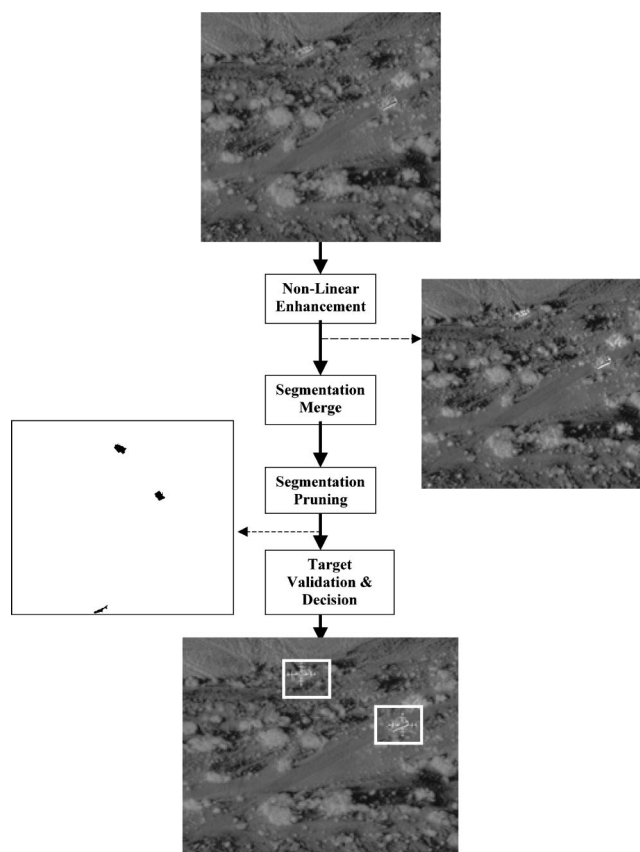 Non-Linear
Enhancement
Segmentation
Merge
Segmentation
Pruning
Target
Validation &
Decision